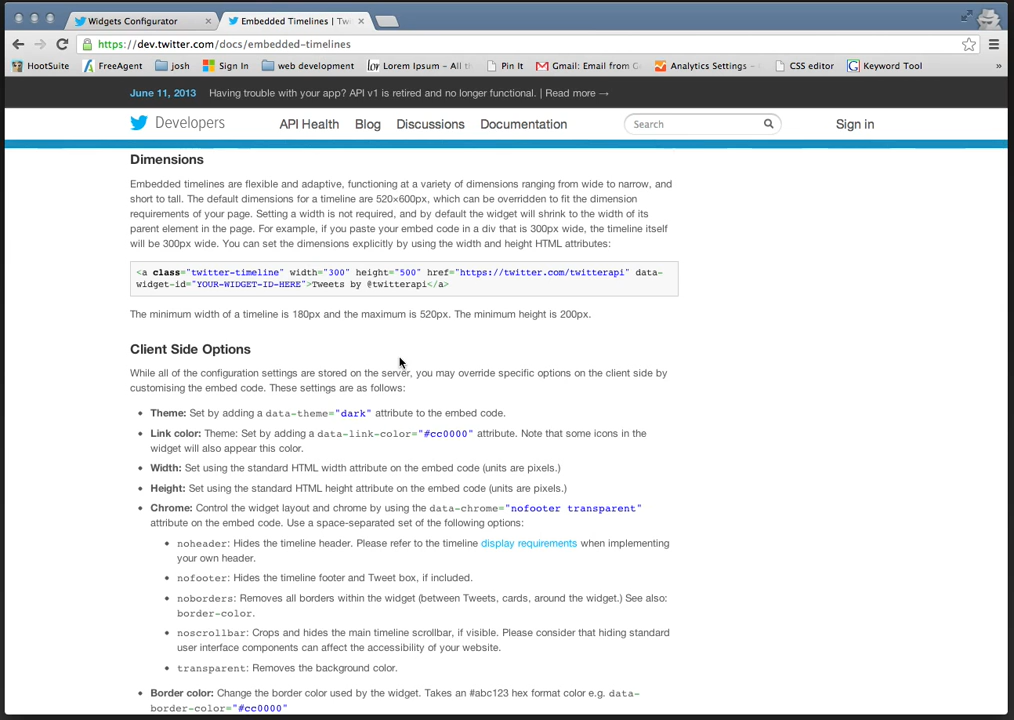 Widgets Configurator
Embedded Timelines | Tw
https://dev.twitter.com/docs/embedded-timelines
HootSuite FreeAgent josh Sign In web development Lorem Ipsum - All th Pin It Gmail: Email from G Analytics Settings - CSS editor Keyword Tool »
June 11, 2013 Having trouble with your app? API v1 is retired and no longer functional. | Read more →
Developers API Health Blog Discussions Documentation Search Sign in
Dimensions
Embedded timelines are flexible and adaptive, functioning at a variety of dimensions ranging from wide to narrow, and
short to tall. The default dimensions for a timeline are 520×600px, which can be overridden to fit the dimension
requirements of your page. Setting a width is not required, and by default the widget will shrink to the width of its
parent element in the page. For example, if you paste your embed code in a div that is 300px wide, the timeline itself
will be 300px wide. You can set the dimensions explicitly by using the width and height HTML attributes:
<a class="twitter-timeline" width="300" height="500" href="https://twitter.com/twitterapi" data-
widget-id="YOUR-WIDGET-ID-HERE">Tweets by @twitterapi</a>
The minimum width of a timeline is 180px and the maximum is 520px. The minimum height is 200px.
Client Side Options
While all of the configuration settings are stored on the server, you may override specific options on the client side by
customising the embed code. These settings are as follows:
• Theme: Set by adding a data-theme="dark" attribute to the embed code.
• Link color: Theme: Set by adding a data-link-color="#cc0000" attribute. Note that some icons in the
widget will also appear this color.
• Width: Set using the standard HTML width attribute on the embed code (units are pixels.)
• Height: Set using the standard HTML height attribute on the embed code (units are pixels.)
• Chrome: Control the widget layout and chrome by using the data-chrome="nofooter transparent"
attribute on the embed code. Use a space-separated set of the following options:
• noheader: Hides the timeline header. Please refer to the timeline display requirements when implementing
your own header.
• nofooter: Hides the timeline footer and Tweet box, if included.
• noborders: Removes all borders within the widget (between Tweets, cards, around the widget.) See also:
border-color.
• noscrollbar: Crops and hides the main timeline scrollbar, if visible. Please consider that hiding standard
user interface components can affect the accessibility of your website.
• transparent: Removes the background color.
• Border color: Change the border color used by the widget. Takes an #abc123 hex format color e.g. data-
border-color="#cc0000"